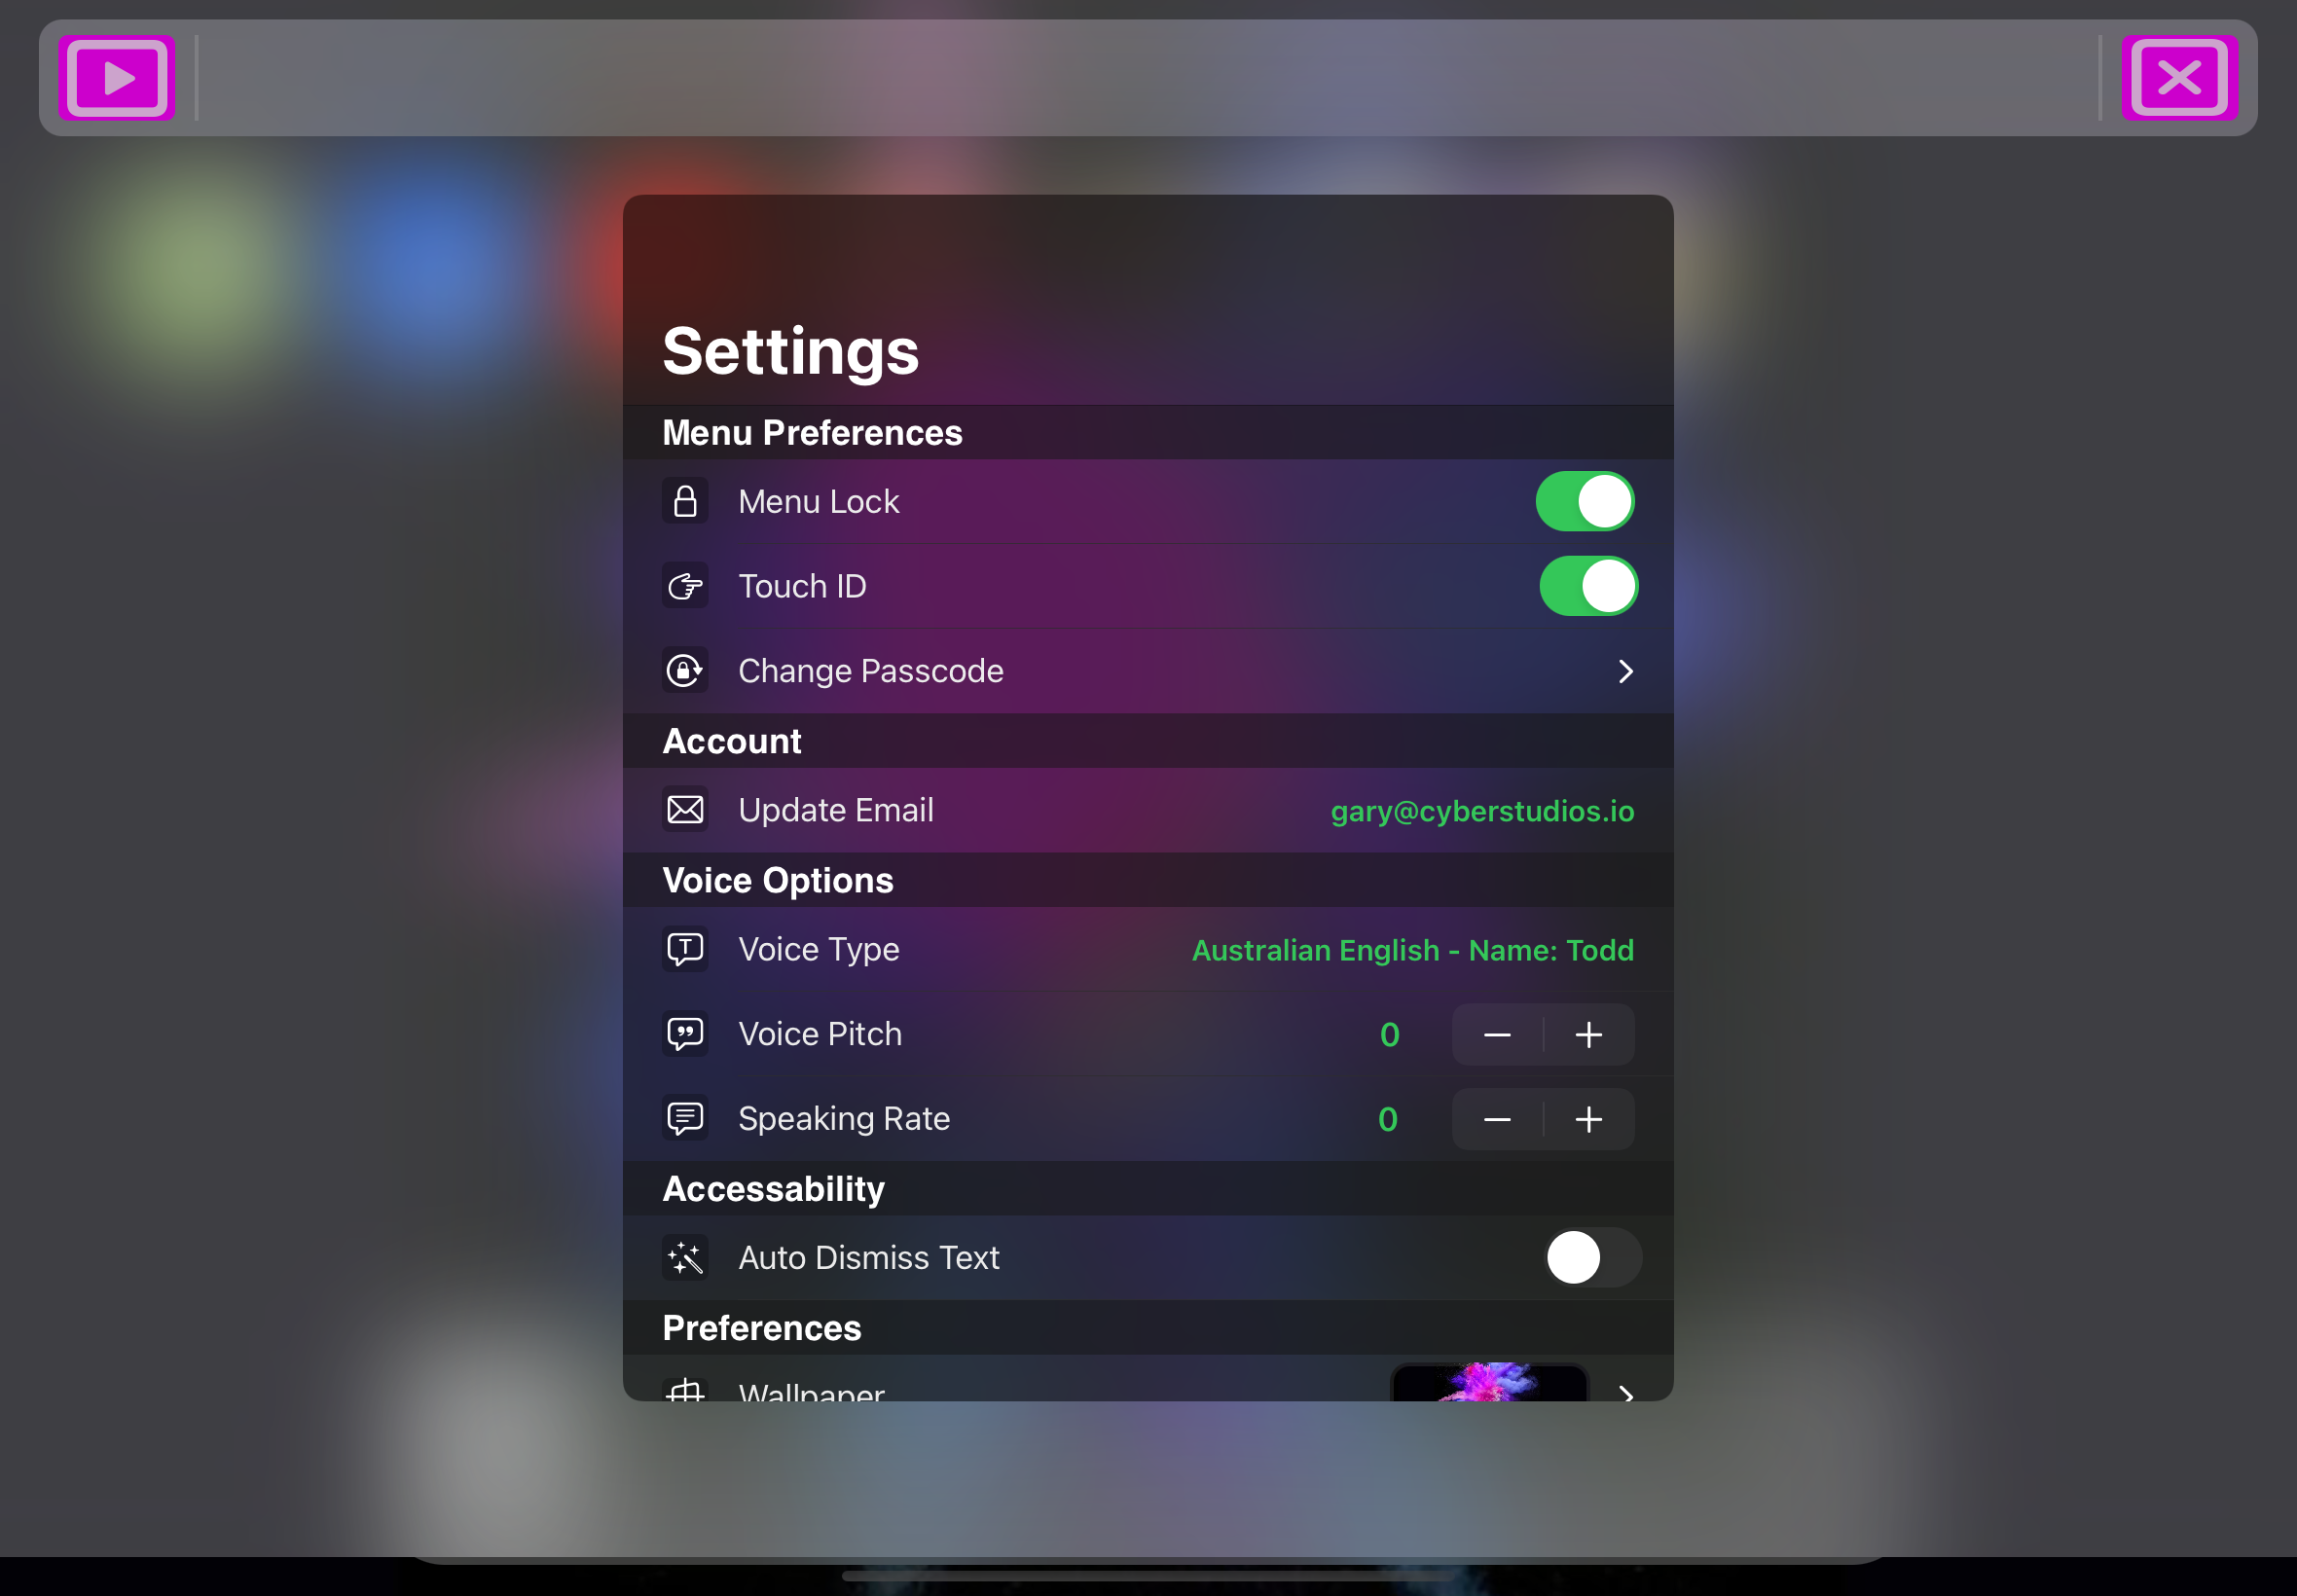 Settings
Menu Preferences
Menu Lock
Touch ID
Change Passcode
Account
Update Email gary@cyberstudios.io
Voice Options
Voice Type Australian English - Name: Todd
Voice Pitch 0
Speaking Rate 0
Accessability
Auto Dismiss Text
Preferences
Wallpaper